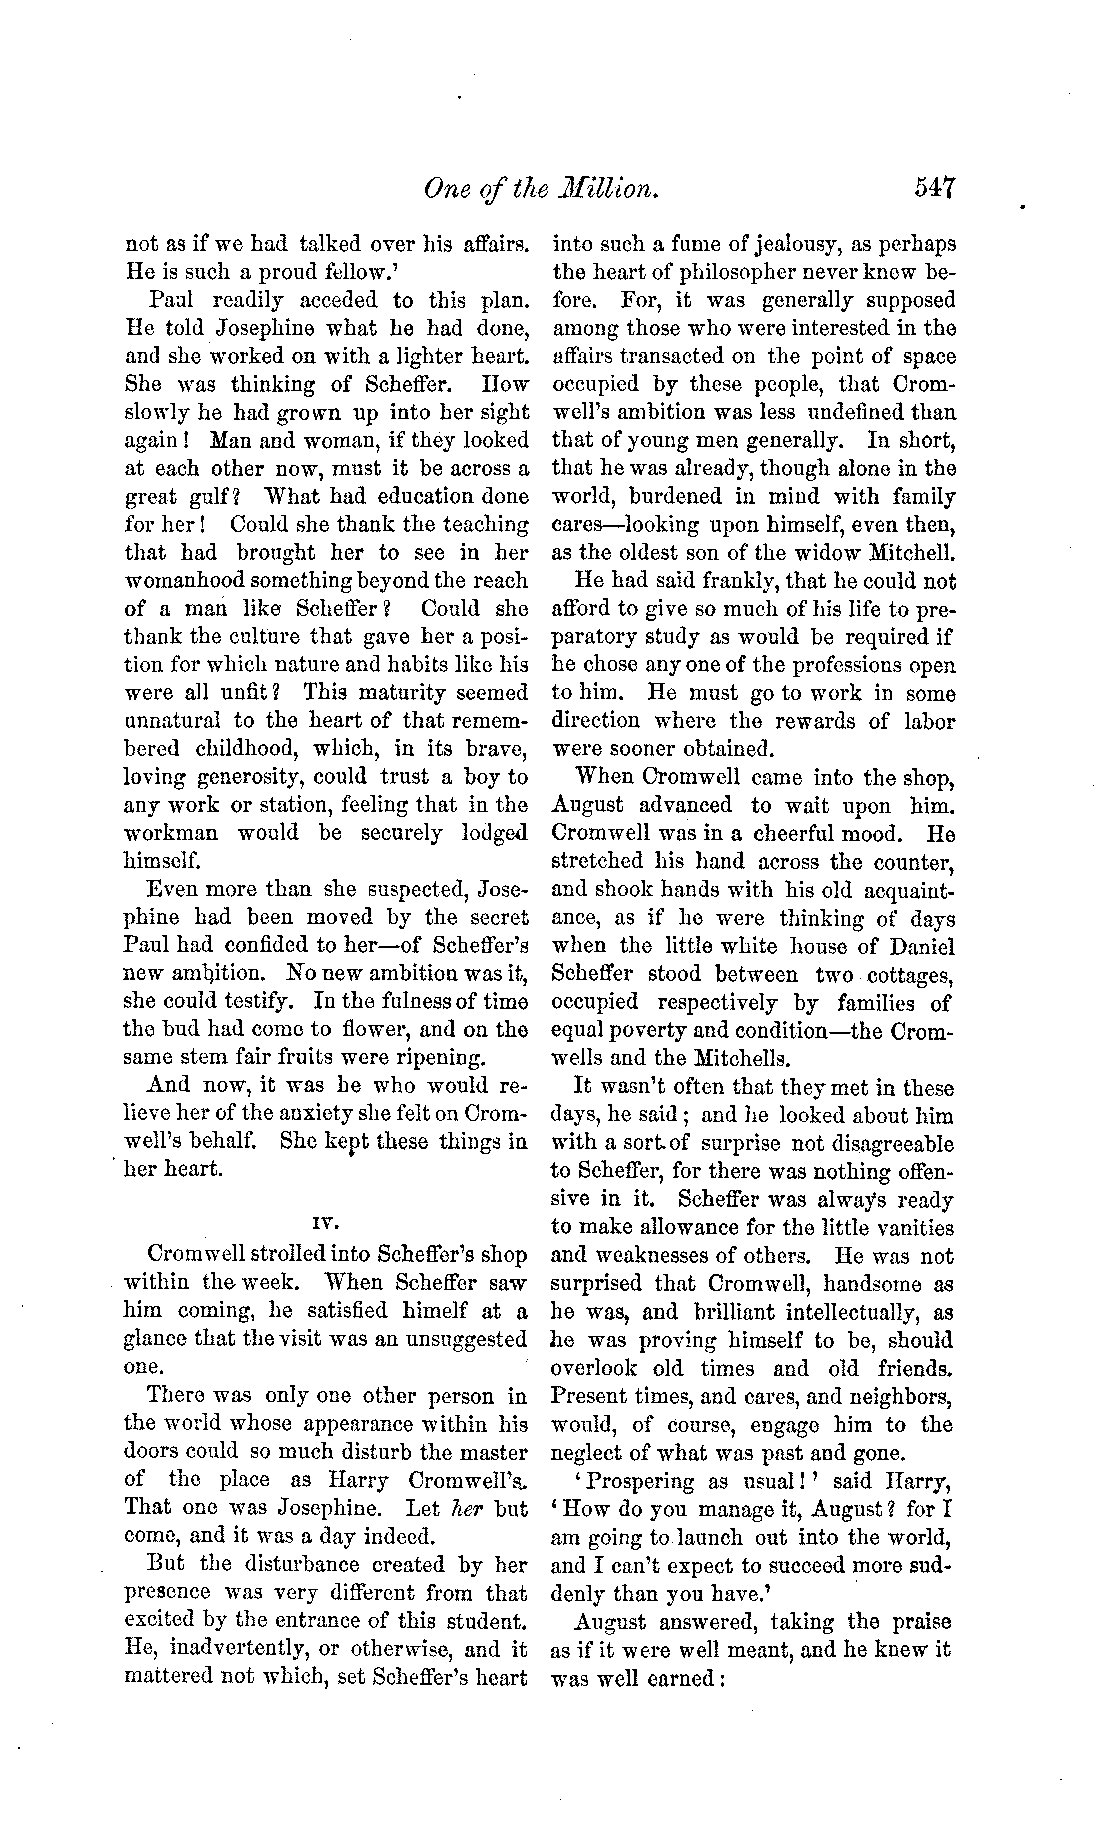 One of the Million. 547
not as if we had talked over his affairs.
He is such a proud fellow.'
Paul readily acceded to this plan.
He told Josephine what he had done,
and she worked on with a lighter heart.
She was thinking of Scheffer. How
slowly he had grown up into her sight
again! Man and woman, if they looked
at each other now, must it be across a
great gulf? What had education done
for her! Could she thank the teaching
that had brought her to see in her
womanhood something beyond the reach
of a man like Scheffer? Could she
thank the culture that gave her a posi-
tion for which nature and habits like his
were all unfit? This maturity seemed
unnatural to the heart of that remem-
bered childhood, which, in its brave,
loving generosity, could trust a boy to
any work or station, feeling that in the
workman would be securely lodged
himself.
Even more than she suspected, Jose-
phine had been moved by the secret
Paul had confided to her—of Scheffer's
new ambition. No new ambition was it,
she could testify. In the fulness of time
the bud had come to flower, and on the
same stem fair fruits were ripening.
And now, it was he who would re-
lieve her of the anxiety she felt on Crom-
well's behalf. She kept these things in
her heart.
IV.
Cromwell strolled into Scheffer's shop
within the week. When Scheffer saw
him coming, he satisfied himelf at a
glance that the visit was an unsuggested
one.
There was only one other person in
the world whose appearance within his
doors could so much disturb the master
of the place as Harry Cromwell's.
That one was Josephine. Let her but
come, and it was a day indeed.
But the disturbance created by her
presence was very different from that
excited by the entrance of this student.
He, inadvertently, or otherwise, and it
mattered not which, set Scheffer's heart
into such a fume of jealousy, as perhaps
the heart of philosopher never knew be-
fore. For, it was generally supposed
among those who were interested in the
affairs transacted on the point of space
occupied by these people, that Crom-
well's ambition was less undefined than
that of young men generally. In short,
that he was already, though alone in the
world, burdened in mind with family
cares—looking upon himself, even then,
as the oldest son of the widow Mitchell.
He had said frankly, that he could not
afford to give so much of his life to pre-
paratory study as would be required if
he chose any one of the professions open
to him. He must go to work in some
direction where the rewards of labor
were sooner obtained.
When Cromwell came into the shop,
August advanced to wait upon him.
Cromwell was in a cheerful mood. He
stretched his hand across the counter,
and shook hands with his old acquaint-
ance, as if he were thinking of days
when the little white house of Daniel
Scheffer stood between two cottages,
occupied respectively by families of
equal poverty and condition—the Crom-
wells and the Mitchells.
It wasn't often that they met in these
days, he said; and he looked about him
with a sort of surprise not disagreeable
to Scheffer, for there was nothing offen-
sive in it. Scheffer was always ready
to make allowance for the little vanities
and weaknesses of others. He was not
surprised that Cromwell, handsome as
he was, and brilliant intellectually, as
he was proving himself to be, should
overlook old times and old friends.
Present times, and cares, and neighbors,
would, of course, engage him to the
neglect of what was past and gone.
'Prospering as usual!' said Harry,
'How do you manage it, August? for I
am going to launch out into the world,
and I can't expect to succeed more sud-
denly than you have.'
August answered, taking the praise
as if it were well meant, and he knew it
was well earned: